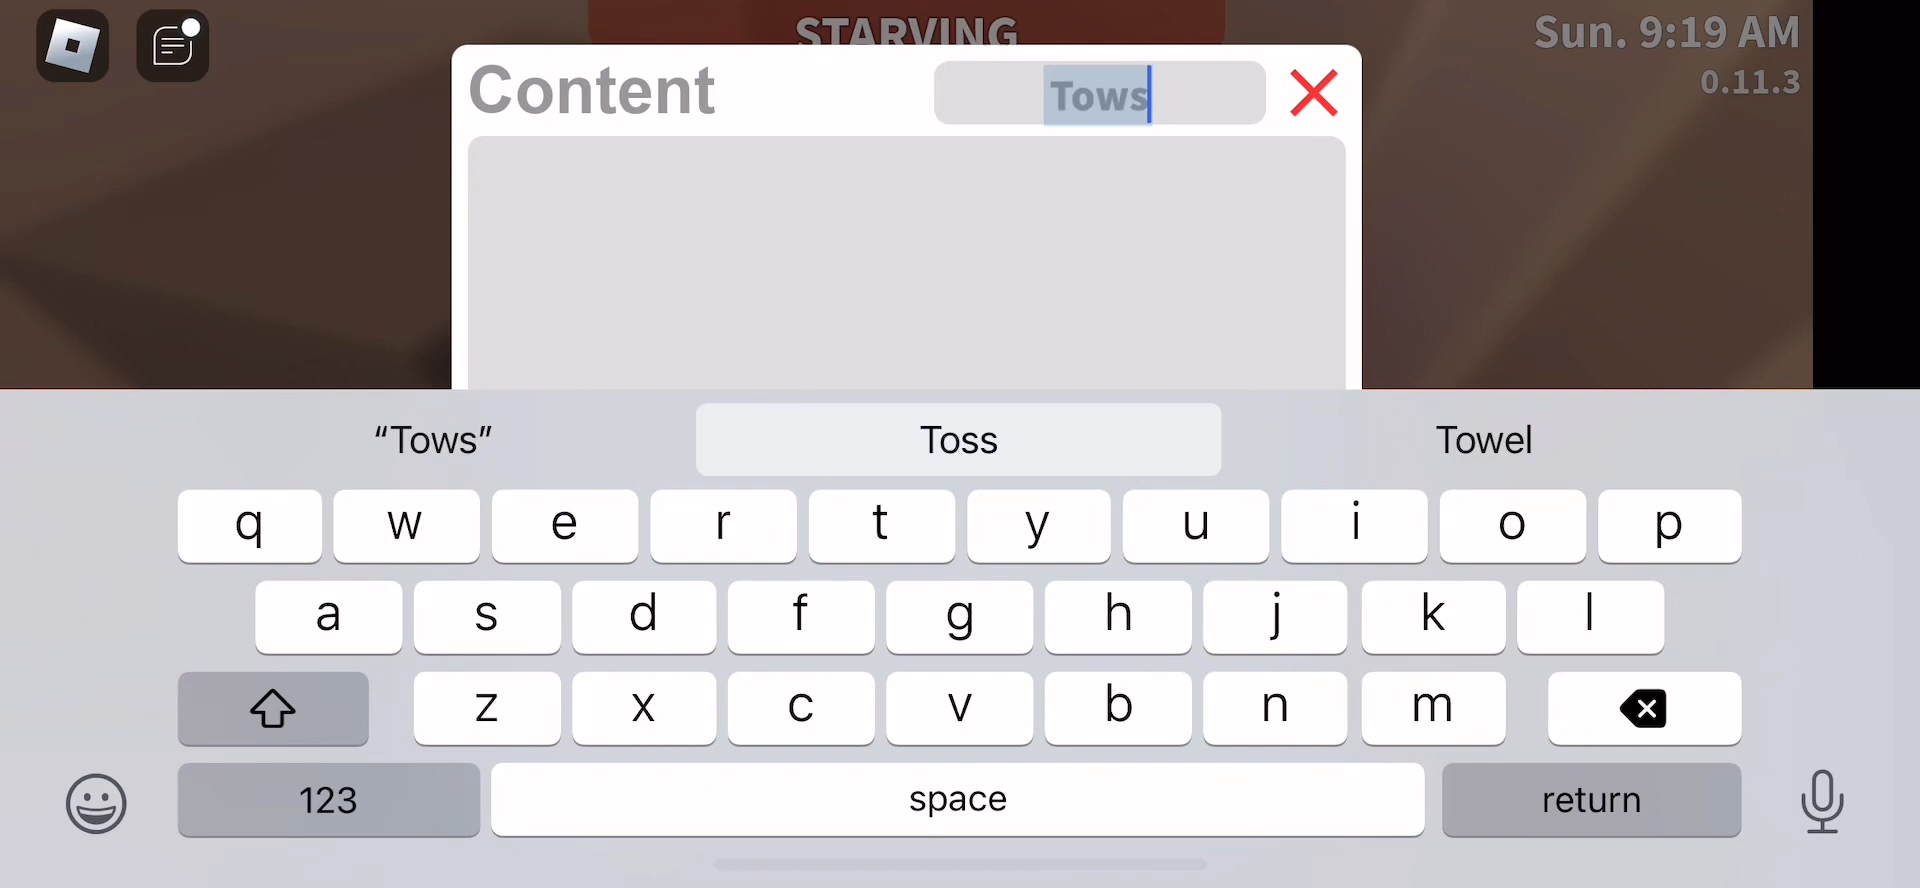 STARVING
Sun. 9:19 AM
0.11.3
Content
Tows
“Tows”
Toss
Towel
q w e r t y u i o p
a s d f g h j k l
z x c v b n m
123
space
return